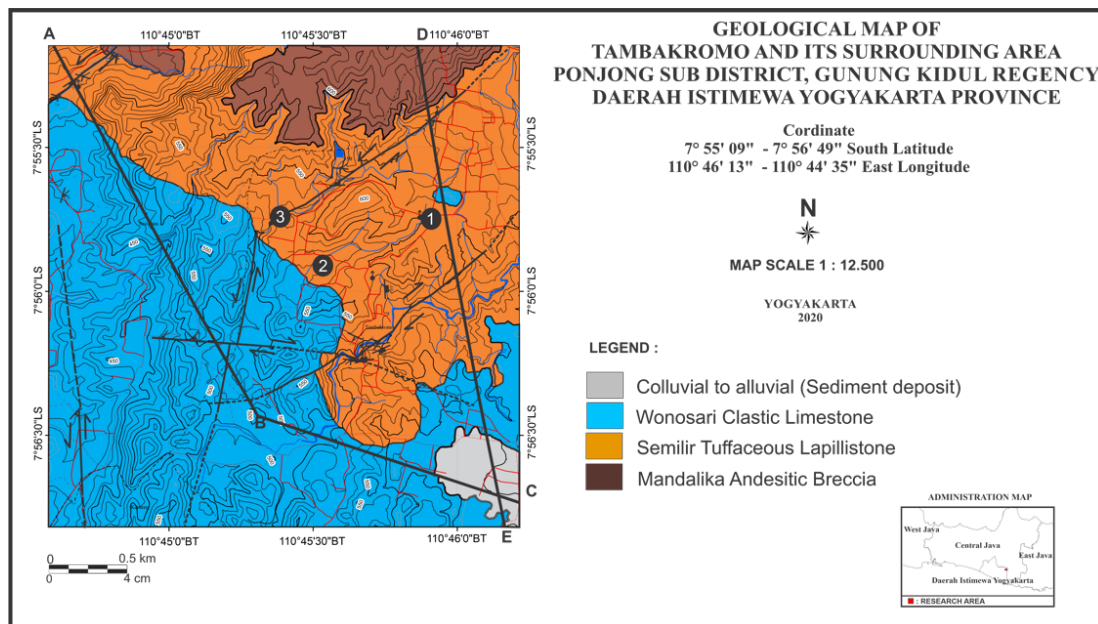 GEOLOGICAL MAP OF
TAMBAKROMO AND ITS SURROUNDING AREA
PONJONG SUB DISTRICT, GUNUNG KIDUL REGENCY
DAERAH ISTIMEWA YOGYAKARTA PROVINCE
Cordinate
7° 55' 09" - 7° 56' 49" South Latitude
110° 46' 13" - 110° 44' 35" East Longitude
N
MAP SCALE 1 : 12.500
YOGYAKARTA
2020
LEGEND :
Colluvial to alluvial (Sediment deposit)
Wonosari Clastic Limestone
Semilir Tuffaceous Lapillistone
Mandalika Andesitic Breccia
ADMINISTRATION MAP
West Java
Central Java
East Java
Daerah Istimewa Yogyakarta
: RESEARCH AREA
A
110°45'0"BT
110°45'30"BT
D
110°46'0"BT
7°55'30"LS
7°55'30"LS
1
3
2
7°56'0"LS
7°56'0"LS
B
7°56'30"LS
7°56'30"LS
C
110°45'0"BT
110°45'30"BT
110°46'0"BT
E
0 0.5 km
0 4 cm